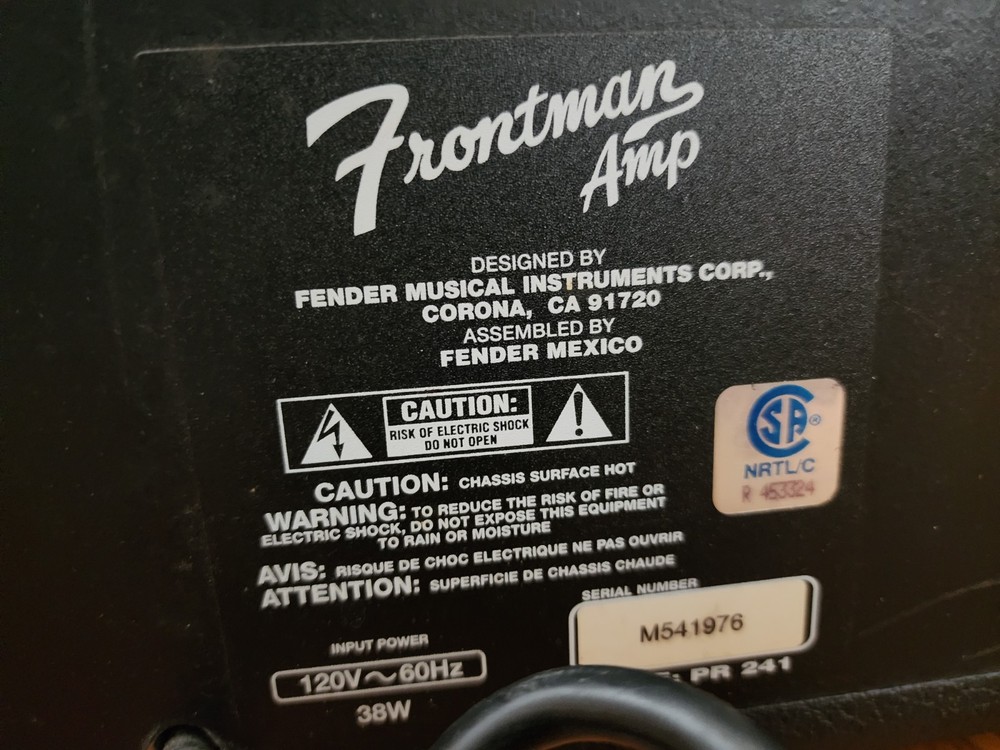 Frontman
Amp
DESIGNED BY
FENDER MUSICAL INSTRUMENTS CORP.,
CORONA, CA 91720
ASSEMBLED BY
FENDER MEXICO
CAUTION:
RISK OF ELECTRIC SHOCK
DO NOT OPEN
CAUTION: CHASSIS SURFACE HOT
WARNING: TO REDUCE THE RISK OF FIRE OR
ELECTRIC SHOCK, DO NOT EXPOSE THIS EQUIPMENT
TO RAIN OR MOISTURE
AVIS: RISQUE DE CHOC ELECTRIQUE NE PAS OUVRIR
ATTENTION: SUPERFICIE DE CHASSIS CHAUDE
SA®
NRTL/C
R 453324
INPUT POWER
120V～60Hz
38W
SERIAL NUMBER
M541976
PR 241